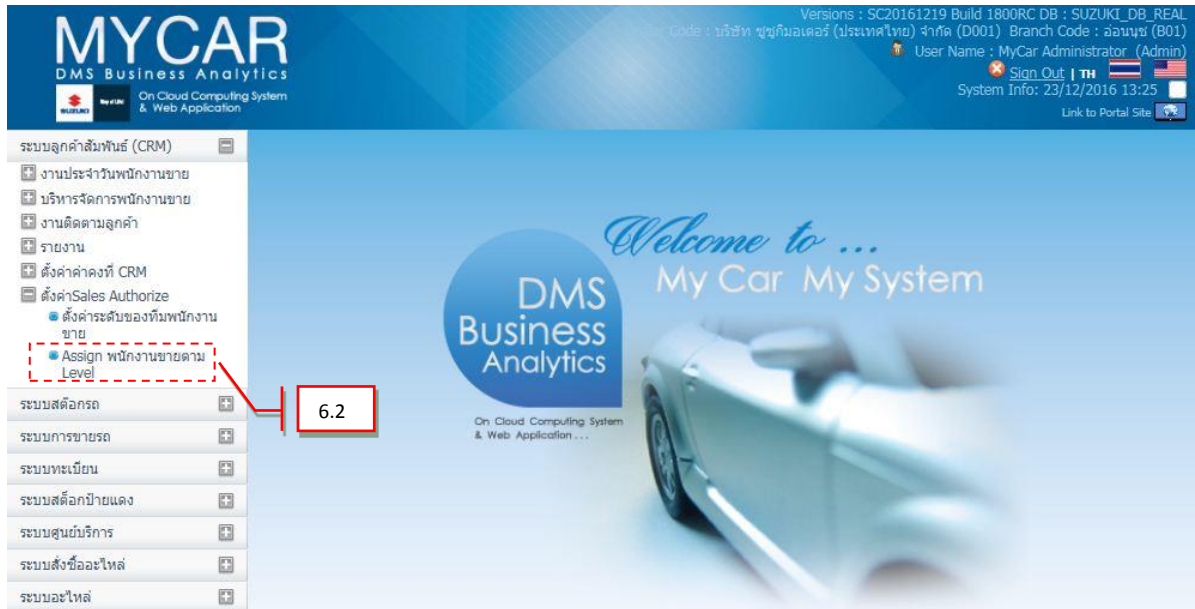 MYCAR
DMS Business Analytics
SUZUKI
Way of Life!
On Cloud Computing System
& Web Application
Versions : SC20161219 Build 1800RC DB : SUZUKI_DB_REAL
Code : บริษัท ซูซูกิมอเตอร์ (ประเทศไทย) จำกัด (D001) Branch Code : อ่อนนุช (B01)
User Name : MyCar Administrator (Admin)
Sign Out | TH
System Info: 23/12/2016 13:25
Link to Portal Site
ระบบลูกค้าสัมพันธ์ (CRM)
งานประจำวันพนักงานขาย
บริหารจัดการพนักงานขาย
งานติดตามลูกค้า
รายงาน
ตั้งค่าค่าคงที่ CRM
ตั้งค่าSales Authorize
ตั้งค่าระดับของทีมพนักงาน
ขาย
Assign พนักงานขายตาม
Level
ระบบสต๊อกรถ
ระบบการขายรถ
ระบบทะเบียน
ระบบสต็อกป้ายแดง
ระบบศูนย์บริการ
ระบบสั่งซื้ออะไหล่
ระบบอะไหล่
6.2
Welcome to ...
My Car My System
DMS
Business
Analytics
On Cloud Computing System
& Web Application ...